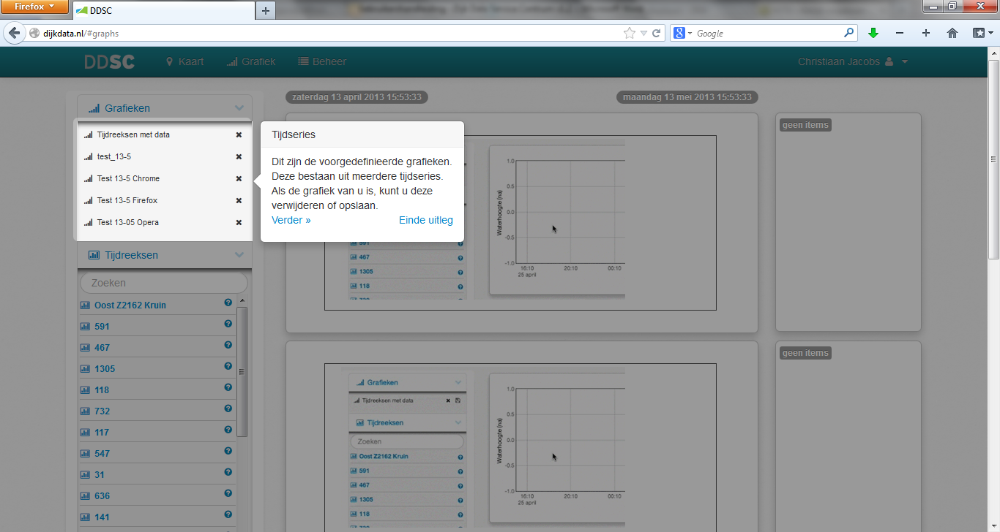 Firefox
DDSC
dijkdata.nl/#graphs
Google
DDSC
Kaart
Grafiek
Beheer
Christiaan Jacobs
Grafieken
Tijdreeksen met data
test_13-5
Test 13-5 Chrome
Test 13-5 Firefox
Test 13-05 Opera
Tijdreeksen
Zoeken
Oost Z2162 Kruin
591
467
1305
118
732
117
547
31
636
141
Tijdseries
Dit zijn de voorgedefinieerde grafieken.
Deze bestaan uit meerdere tijdseries.
Als de grafiek van u is, kunt u deze
verwijderen of opslaan.
Verder »
Einde uitleg
zaterdag 13 april 2013 15:53:33
maandag 13 mei 2013 15:53:33
591
467
1305
118
Waterhoogte (na)
1.0
0.5
0.0
-0.5
-1.0
16:10
20:10
00:10
25 april
geen items
Grafieken
Tijdreeksen met data
Tijdreeksen
Zoeken
Oost Z2162 Kruin
591
467
1305
118
Waterhoogte (na)
1.0
0.5
0.0
-0.5
-1.0
16:10
20:10
00:10
25 april
geen items